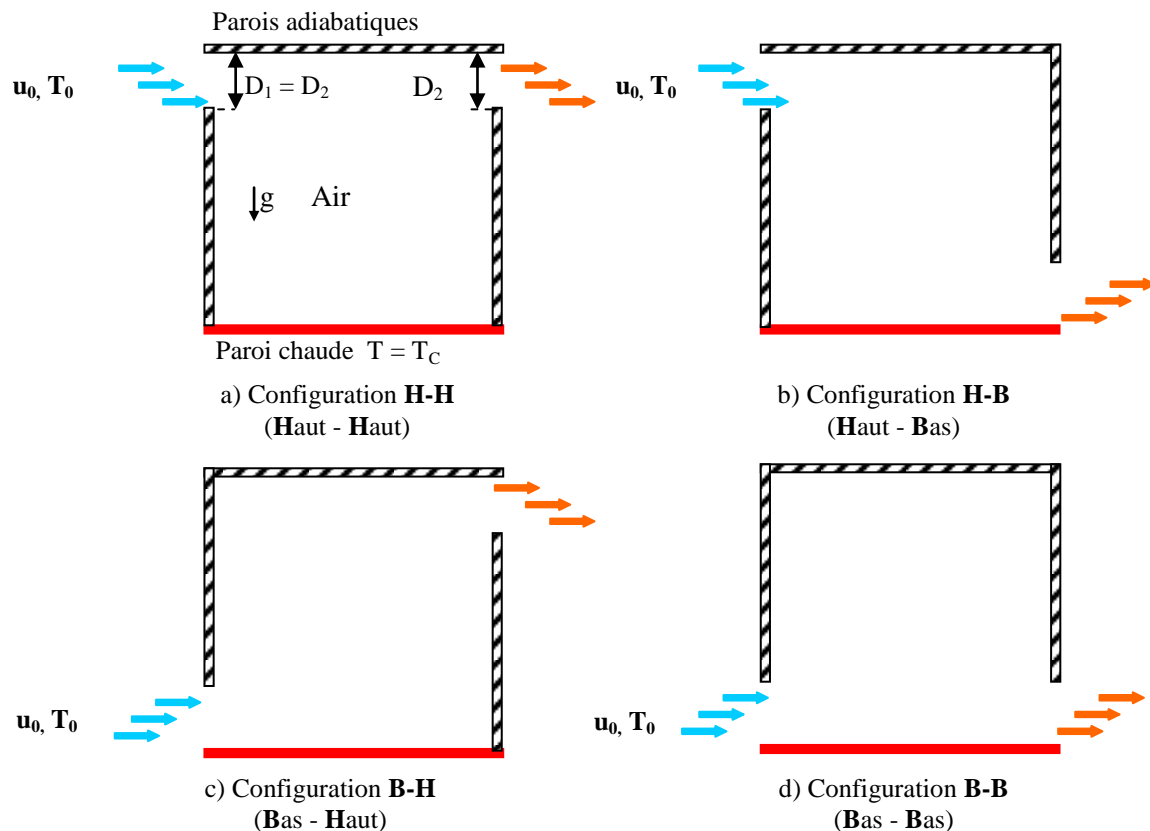 Parois adiabatiques
u₀, T₀
D₁ = D₂
D₂
g Air
Paroi chaude T = T_C
a) Configuration H-H
(Haut - Haut)
u₀, T₀
b) Configuration H-B
(Haut - Bas)
u₀, T₀
c) Configuration B-H
(Bas - Haut)
u₀, T₀
d) Configuration B-B
(Bas - Bas)